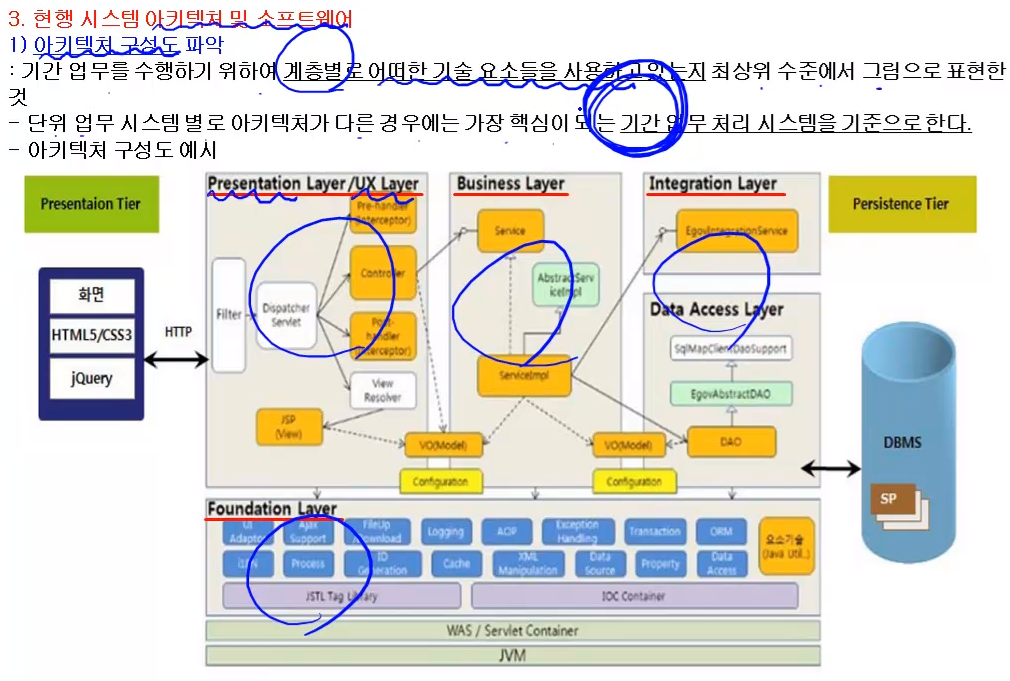 3. 현행 시스템 아키텍처 및 소프트웨어
1) 아키텍처 구성도 파악
: 기간 업무를 수행하기 위하여 계층별로 어떠한 기술 요소들을 사용하고 있는지 최상위 수준에서 그림으로 표현한
것
- 단위 업무 시스템 별로 아키텍처가 다른 경우에는 가장 핵심이 되는 기간 업무 처리 시스템을 기준으로 한다.
- 아키텍처 구성도 예시
Presentaion Tier
Presentation Layer/UX Layer
Business Layer
Integration Layer
Persistence Tier
Pre-handler
(Interceptor)
Service
EgovIntegrationService
화면
HTML5/CSS3
jQuery
HTTP
Filter
Dispatcher
Servlet
Controller
Post-
handler
(Interceptor)
View
Resolver
JSP
(View)
AbstractServ
iceImpl
ServiceImpl
Data Access Layer
SqlMapClientDaoSupport
EgovAbstractDAO
DAO
VO(Model)
VO(Model)
Configuration
Configuration
DBMS
SP
Foundation Layer
UI
Adaptor
Ajax
Support
FileUp
/Download
Logging
AOP
Exception
Handling
Transaction
ORM
i18N
Process
ID
Generation
Cache
XML
Manipulation
Data
Source
Property
Data
Access
요소기술
(Java Util..)
JSTL Tag Library
IOC Container
WAS / Servlet Container
JVM